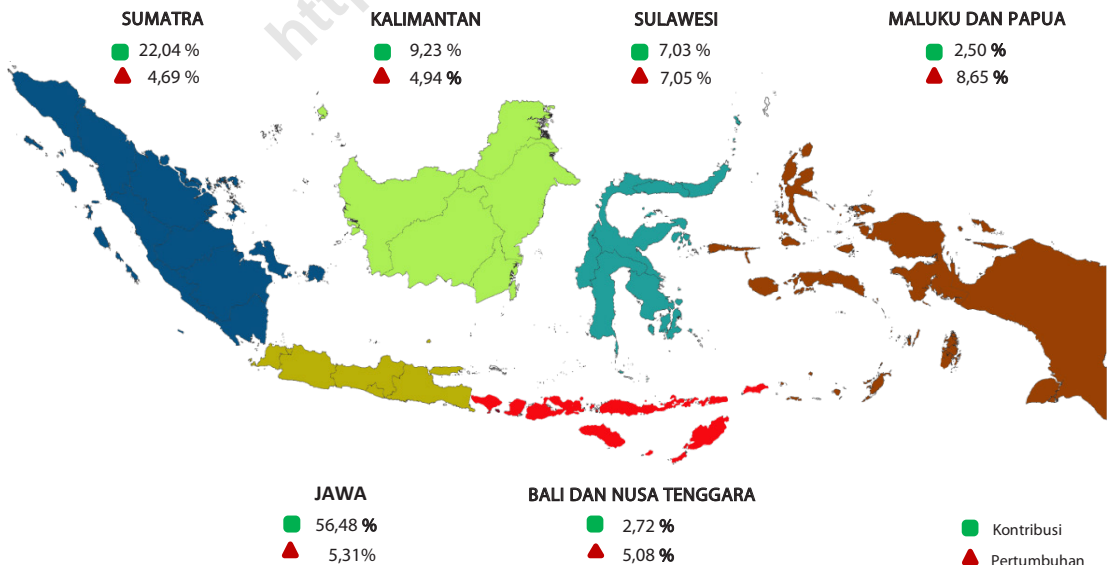 SUMATRA
22,04 %
4,69 %
KALIMANTAN
9,23 %
4,94 %
SULAWESI
7,03 %
7,05 %
MALUKU DAN PAPUA
2,50 %
8,65 %
JAWA
56,48 %
5,31%
BALI DAN NUSA TENGGARA
2,72 %
5,08 %
Kontribusi
Pertumbuhan
htt